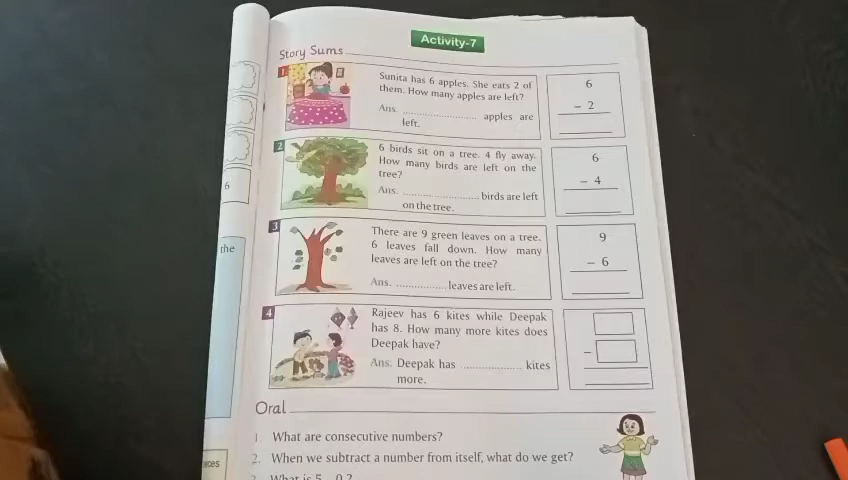 Activity-7
Story Sums
1
Sunita has 6 apples. She eats 2 of
them. How many apples are left?
Ans. ........................ apples are
left.
6
- 2
2
6 birds sit on a tree. 4 fly away.
How many birds are left on the
tree?
Ans. ........................ birds are left
on the tree.
6
- 4
3
There are 9 green leaves on a tree.
6 leaves fall down. How many
leaves are left on the tree?
Ans. ................ leaves are left.
9
- 6
4
Rajeev has 6 kites while Deepak
has 8. How many more kites does
Deepak have?
Ans. Deepak has .................... kites
more.
-
Oral
1 What are consecutive numbers?
2. When we subtract a number from itself, what do we get?
What is 5 0 ?
6
the